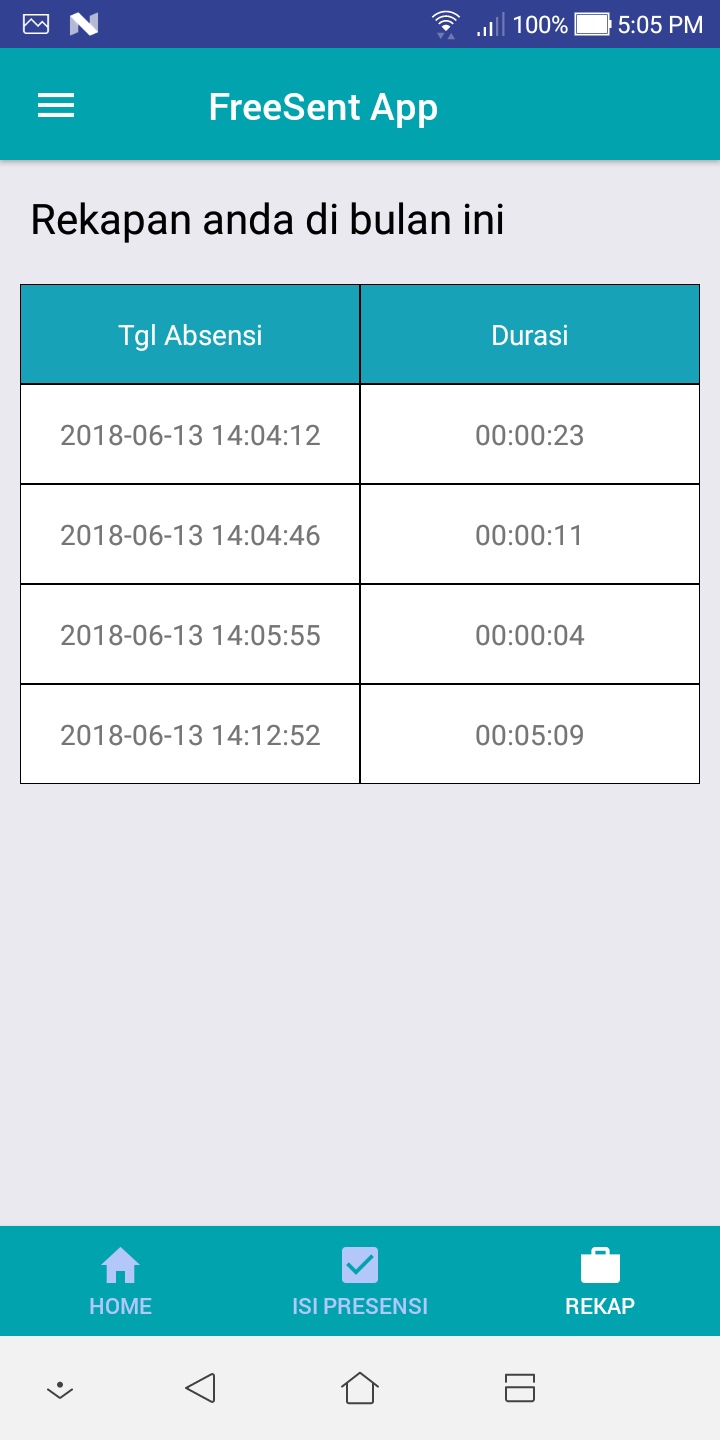 100% 5:05 PM
FreeSent App
Rekapan anda di bulan ini
Tgl Absensi Durasi
2018-06-13 14:04:12 00:00:23
2018-06-13 14:04:46 00:00:11
2018-06-13 14:05:55 00:00:04
2018-06-13 14:12:52 00:05:09
HOME ISI PRESENSI REKAP